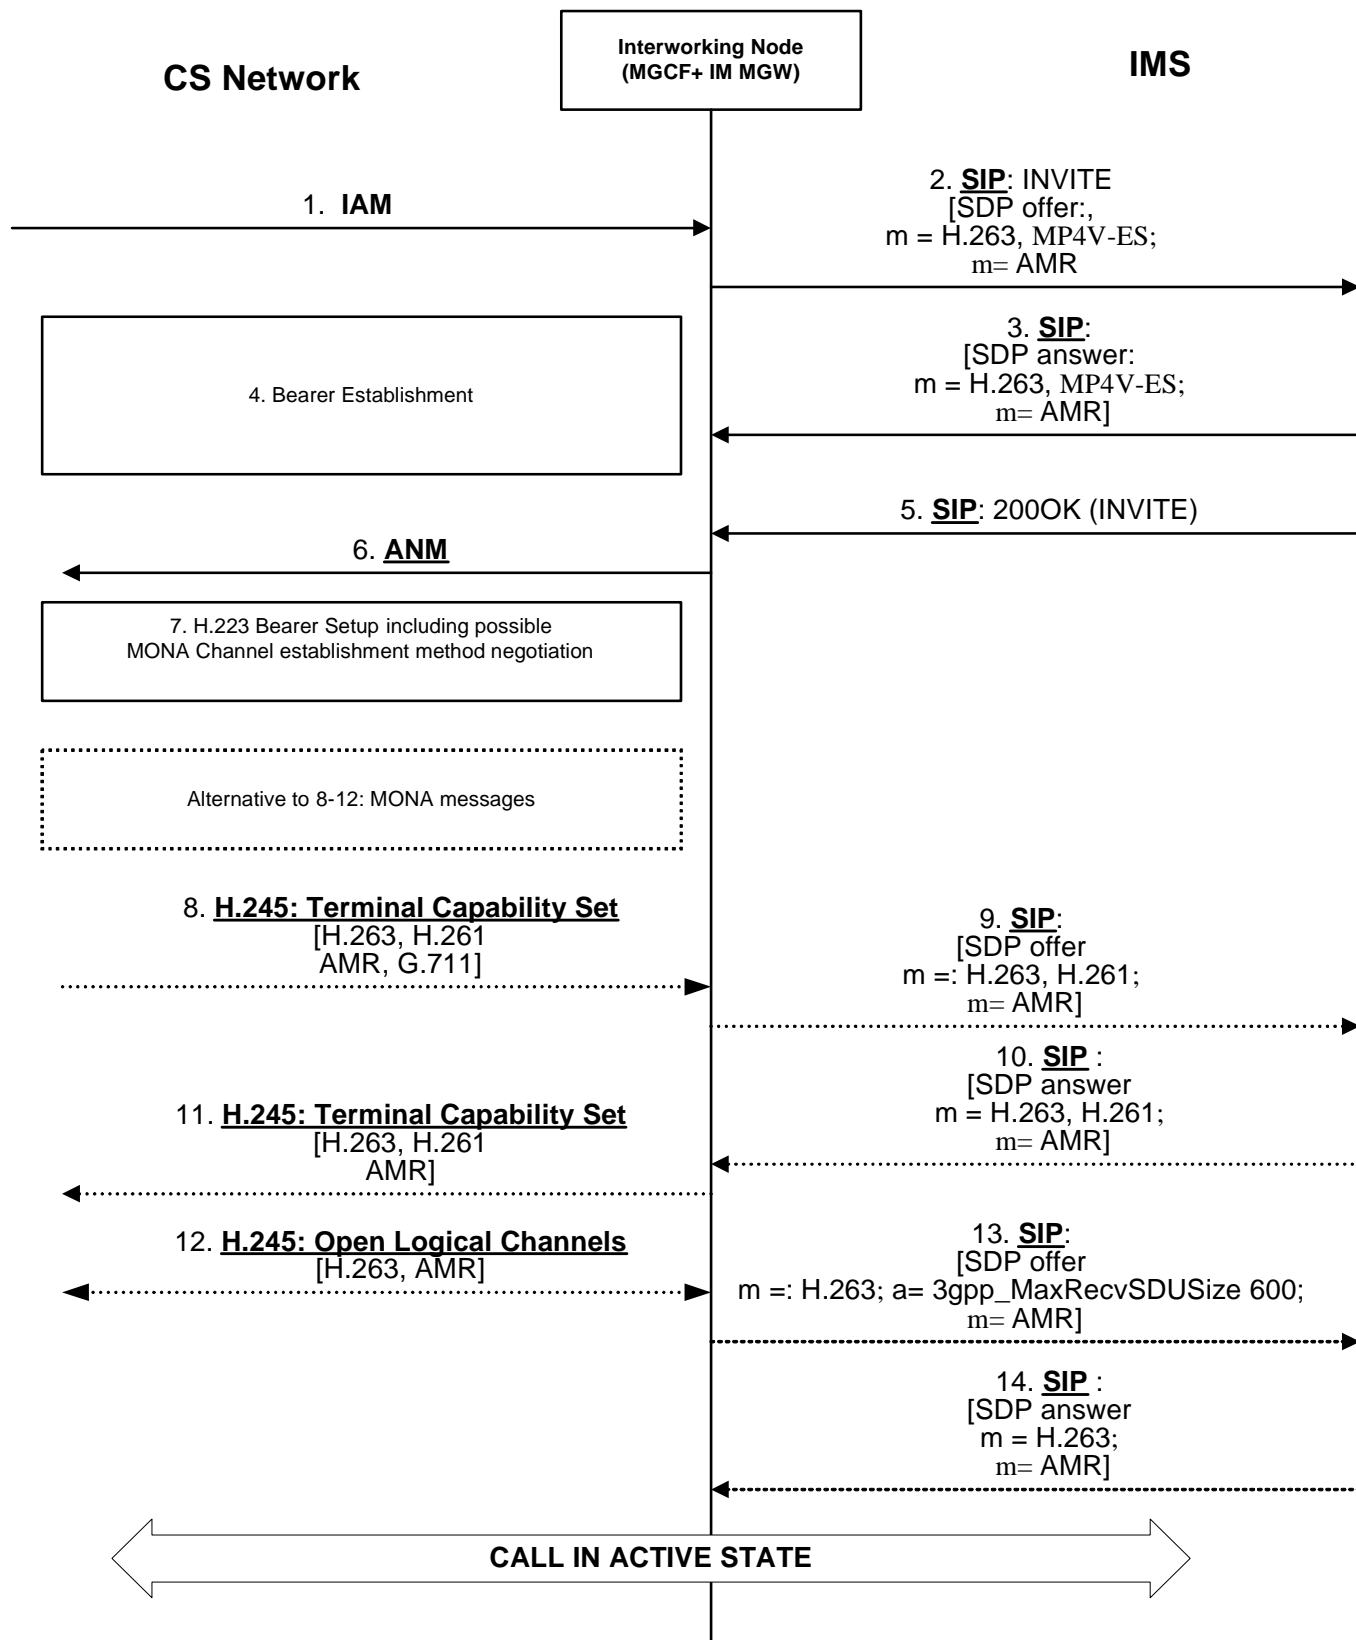 CS Network
Interworking Node
(MGCF+ IM MGW)
IMS
1. IAM
2. SIP: INVITE
[SDP offer:,
m = H.263, MP4V-ES;
m= AMR
3. SIP:
[SDP answer:
m = H.263, MP4V-ES;
m= AMR]
4. Bearer Establishment
5. SIP: 200OK (INVITE)
6. ANM
7. H.223 Bearer Setup including possible
MONA Channel establishment method negotiation
Alternative to 8-12: MONA messages
8. H.245: Terminal Capability Set
[H.263, H.261
AMR, G.711]
9. SIP:
[SDP offer
m =: H.263, H.261;
m= AMR]
10. SIP :
[SDP answer
m = H.263, H.261;
m= AMR]
11. H.245: Terminal Capability Set
[H.263, H.261
AMR]
12. H.245: Open Logical Channels
[H.263, AMR]
13. SIP:
[SDP offer
m =: H.263; a= 3gpp_MaxRecvSDUSize 600;
m= AMR]
14. SIP :
[SDP answer
m = H.263;
m= AMR]
CALL IN ACTIVE STATE